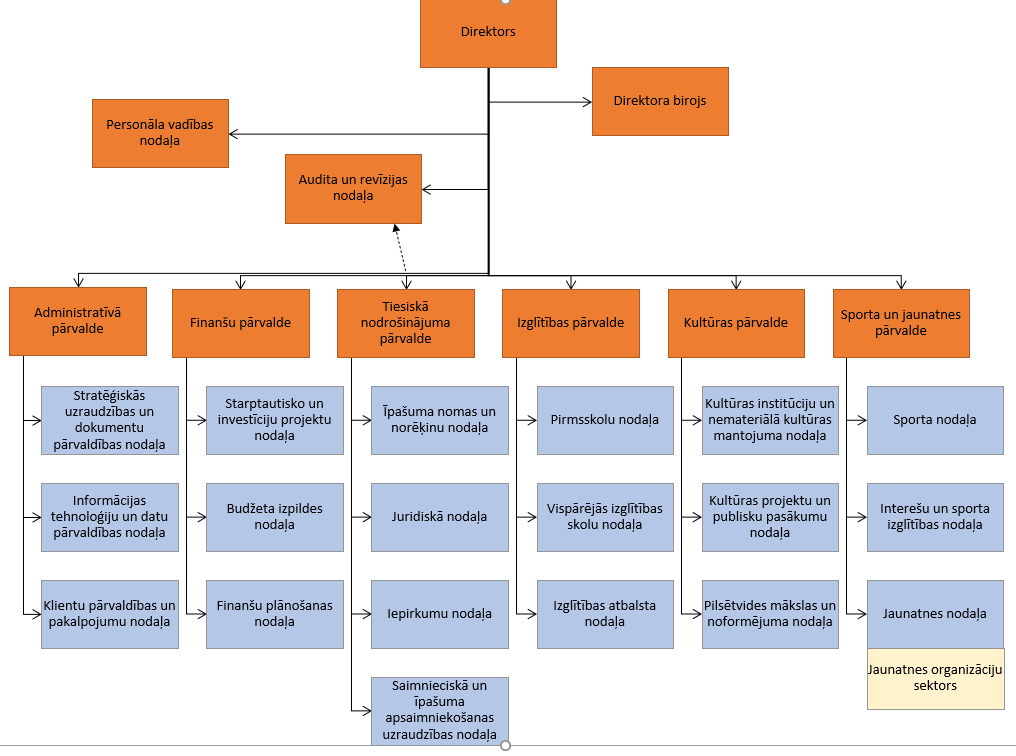 Direktors
Direktora birojs
Personāla vadības
nodaļa
Audita un revīzijas
nodaļa
Administratīvā
pārvalde
Finanšu pārvalde
Tiesiskā
nodrošinājuma
pārvalde
Izglītības pārvalde
Kultūras pārvalde
Sporta un jaunatnes
pārvalde
Stratēģiskās
uzraudzības un
dokumentu
pārvaldības nodaļa
Informācijas
tehnoloģiju un datu
pārvaldības nodaļa
Klientu pārvaldības un
pakalpojumu nodaļa
Starptautisko un
investīciju projektu
nodaļa
Budžeta izpildes
nodaļa
Finanšu plānošanas
nodaļa
Īpašuma nomas un
norēķinu nodaļa
Juridiskā nodaļa
Iepirkumu nodaļa
Saimnieciskā un
īpašuma
apsaimniekošanas
uzraudzības nodaļa
Pirmsskolu nodaļa
Vispārējās izglītības
skolu nodaļa
Izglītības atbalsta
nodaļa
Kultūras institūciju un
nemateriālā kultūras
mantojuma nodaļa
Kultūras projektu un
publisku pasākumu
nodaļa
Pilsētvides mākslas un
noformējuma nodaļa
Sporta nodaļa
Interešu un sporta
izglītības nodaļa
Jaunatnes nodaļa
Jaunatnes organizāciju
sektors